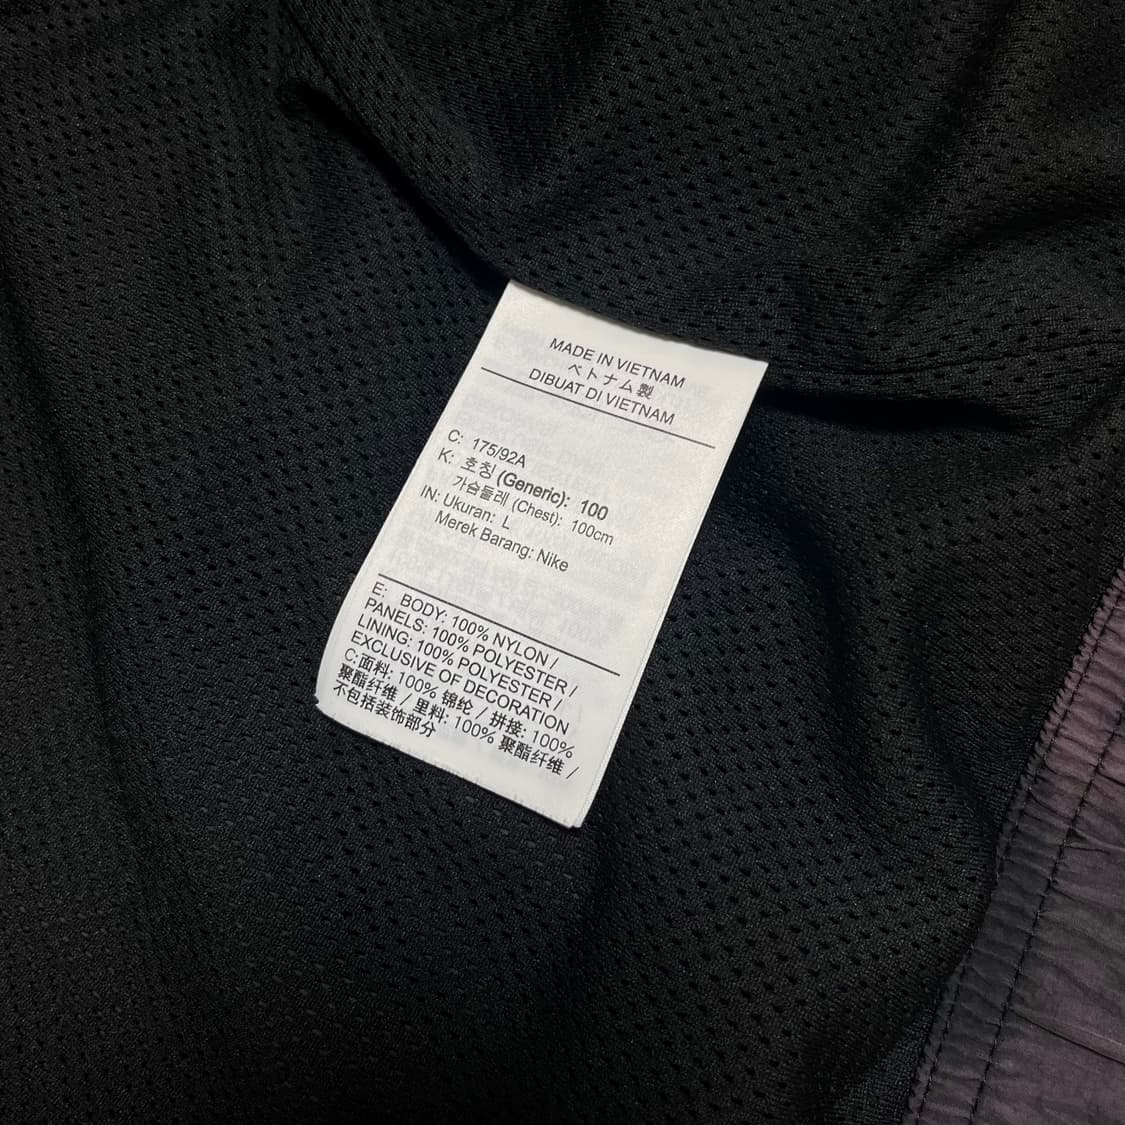 MADE IN VIETNAM
ベトナム製
DIBUAT DI VIETNAM
C: 175/92A
K: 호칭 (Generic): 100
가슴둘레 (Chest): 100cm
IN: Ukuran: L
Merek Barang: Nike
E: BODY: 100% NYLON /
PANELS: 100% POLYESTER /
LINING: 100% POLYESTER /
EXCLUSIVE OF DECORATION
C:面料: 100% 锦纶 / 拼接: 100%
聚酯纤维 / 里料: 100% 聚酯纤维 /
不包括装饰部分